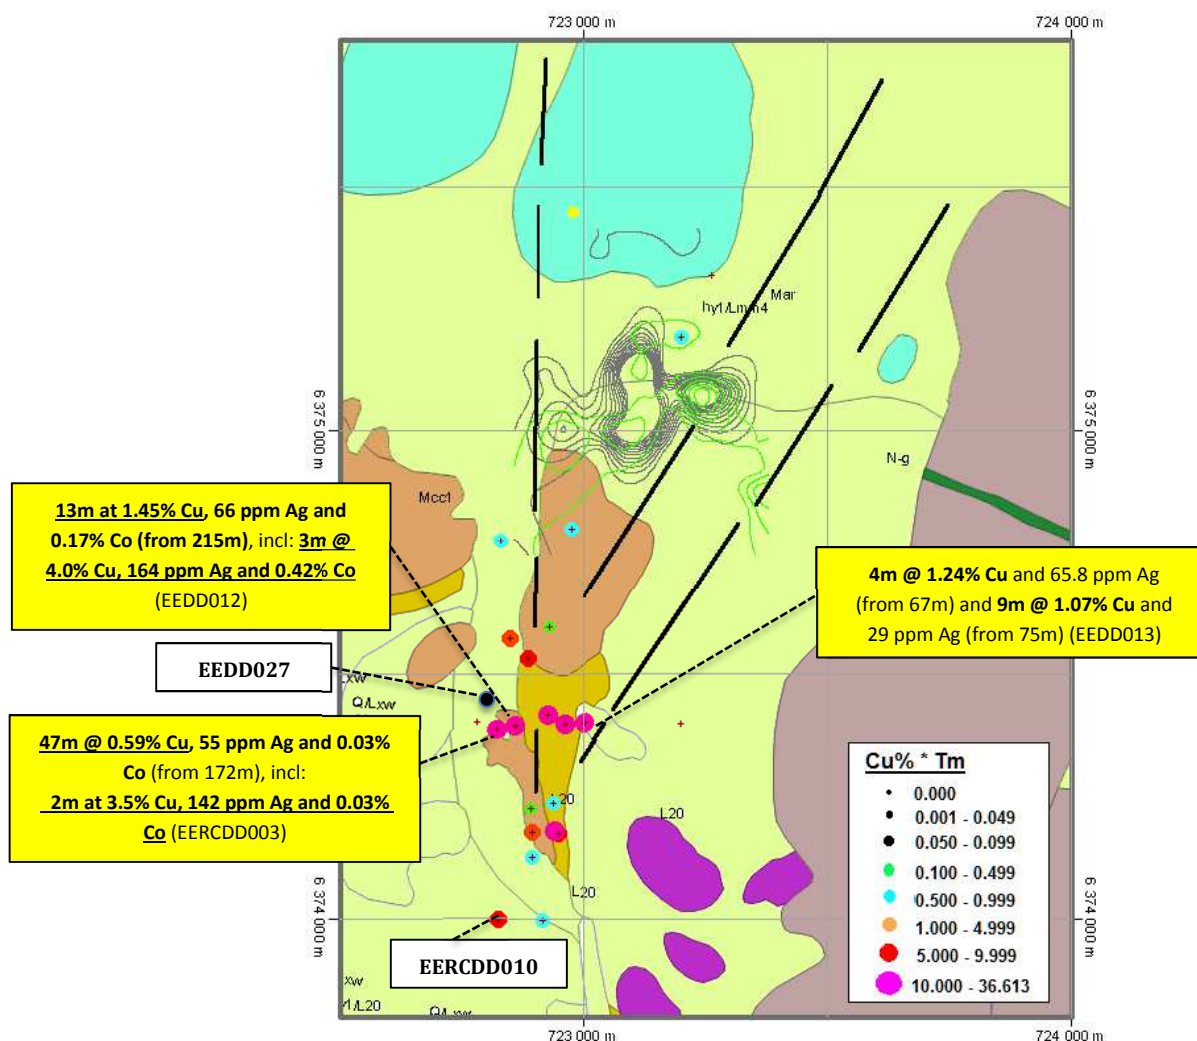 723 000 m
724 000 m
hy1/Lm/n4
Mar
6 375 000 m
6 375 000 m
N-g
Mcc1
13m at 1.45% Cu, 66 ppm Ag and
0.17% Co (from 215m), incl: 3m @
4.0% Cu, 164 ppm Ag and 0.42% Co
(EEDD012)
4m @ 1.24% Cu and 65.8 ppm Ag
(from 67m) and 9m @ 1.07% Cu and
29 ppm Ag (from 75m) (EEDD013)
EEDD027
Q/Lxw
47m @ 0.59% Cu, 55 ppm Ag and 0.03%
Co (from 172m), incl:
2m at 3.5% Cu, 142 ppm Ag and 0.03%
Co (EERCDD003)
L20
L20
L20
6 374 000 m
6 374 000 m
EERCDD010
Cu% * Tm
0.000
0.001 - 0.049
0.050 - 0.099
0.100 - 0.499
0.500 - 0.999
1.000 - 4.999
5.000 - 9.999
10.000 - 36.613
723 000 m
724 000 m